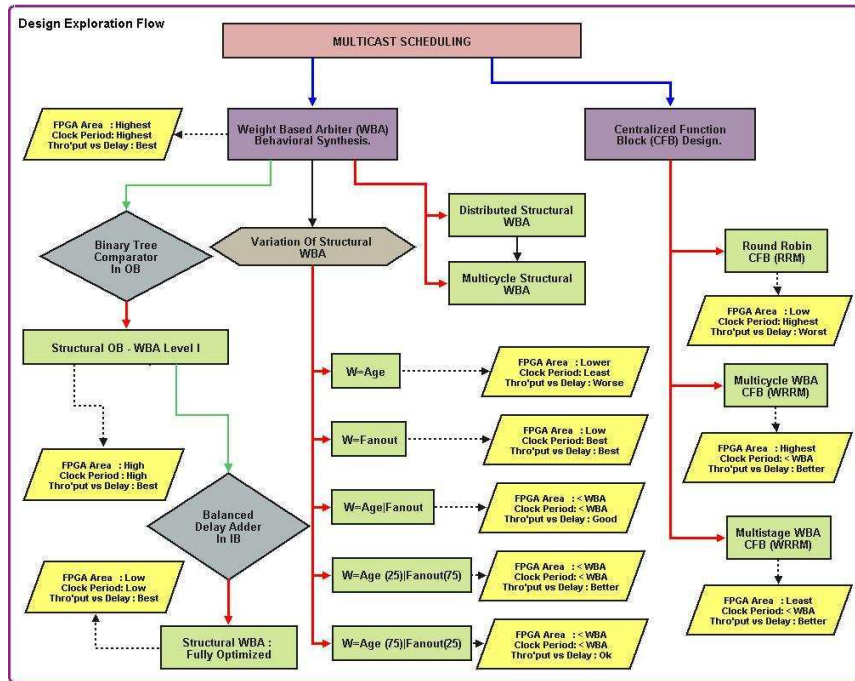 Design Exploration Flow
MULTICAST SCHEDULING
FPGA Area : Highest
Clock Period: Highest
Thro'put vs Delay : Best
Weight Based Arbiter (WBA)
Behavioral Synthesis.
Centralized Function
Block (CFB) Design.
Binary Tree
Comparator
In OB
Variation Of Structural
WBA
Distributed Structural
WBA
Multicycle Structural
WBA
Round Robin
CFB (RRM)
FPGA Area : Low
Clock Period: Highest
Thro'put vs Delay : Worst
Structural OB - WBA Level I
W=Age
FPGA Area : Lower
Clock Period: Least
Thro'put vs Delay : Worse
Multicycle WBA
CFB (WRRM)
FPGA Area : Highest
Clock Period: < WBA
Thro'put vs Delay : Better
W=Fanout
FPGA Area : Low
Clock Period: Best
Thro'put vs Delay : Best
FPGA Area : High
Clock Period : High
Thro'put vs Delay : Best
Balanced
Delay Adder
In IB
W=Age|Fanout
FPGA Area : < WBA
Clock Period: <WBA
Thro'put vs Delay : Good
Multistage WBA
CFB (WRRM)
FPGA Area : Least
Clock Period: <WBA
Thro'put vs Delay : Better
W=Age (25)|Fanout(75)
FPGA Area : < WBA
Clock Period: < WBA
Thro'put vs Delay : Better
FPGA Area : Low
Clock Period: Low
Thro'put vs Delay : Best
Structural WBA :
Fully Optimized
W=Age (75)|Fanout(25)
FPGA Area : < WBA
Clock Period: < WBA
Thro'put vs Delay : Ok